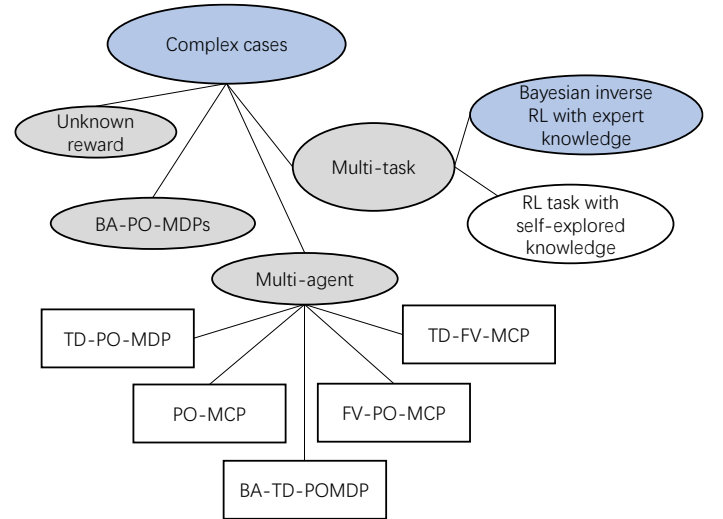 Complex cases
Unknown
reward
Bayesian inverse
RL with expert
knowledge
Multi-task
BA-PO-MDPs
RL task with
self-explored
knowledge
Multi-agent
TD-PO-MDP
TD-FV-MCP
PO-MCP
FV-PO-MCP
BA-TD-POMDP